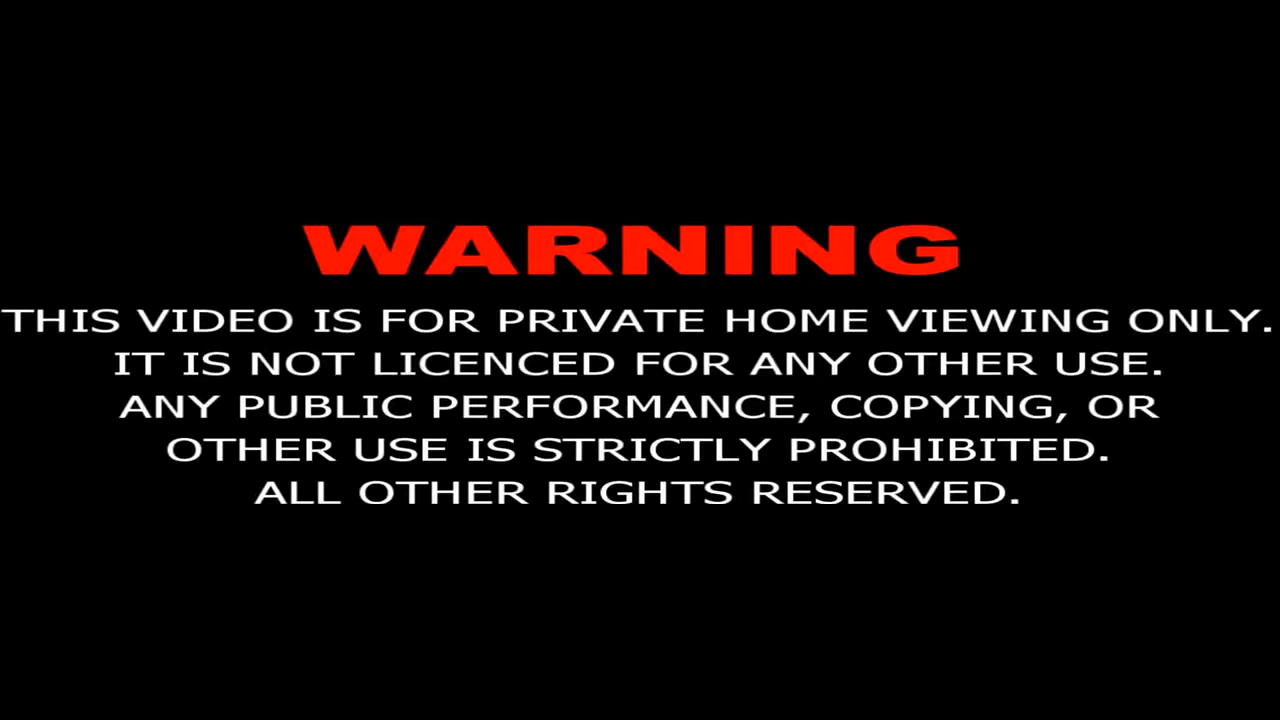 WARNING
THIS VIDEO IS FOR PRIVATE HOME VIEWING ONLY.
IT IS NOT LICENCED FOR ANY OTHER USE.
ANY PUBLIC PERFORMANCE, COPYING, OR
OTHER USE IS STRICTLY PROHIBITED.
ALL OTHER RIGHTS RESERVED.